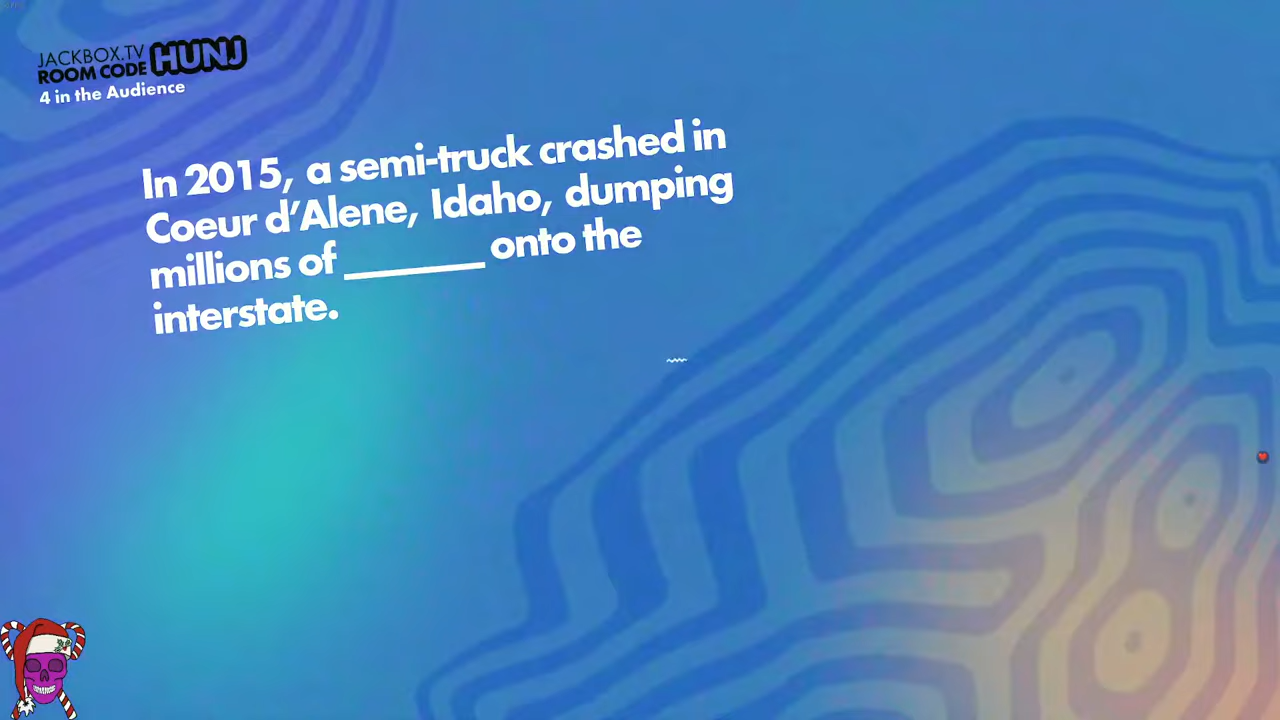 JACKBOX.TV
ROOM CODE HUNJ
4 in the Audience
In 2015, a semi-truck crashed in
Coeur d’Alene, Idaho, dumping
millions of ________ onto the
interstate.